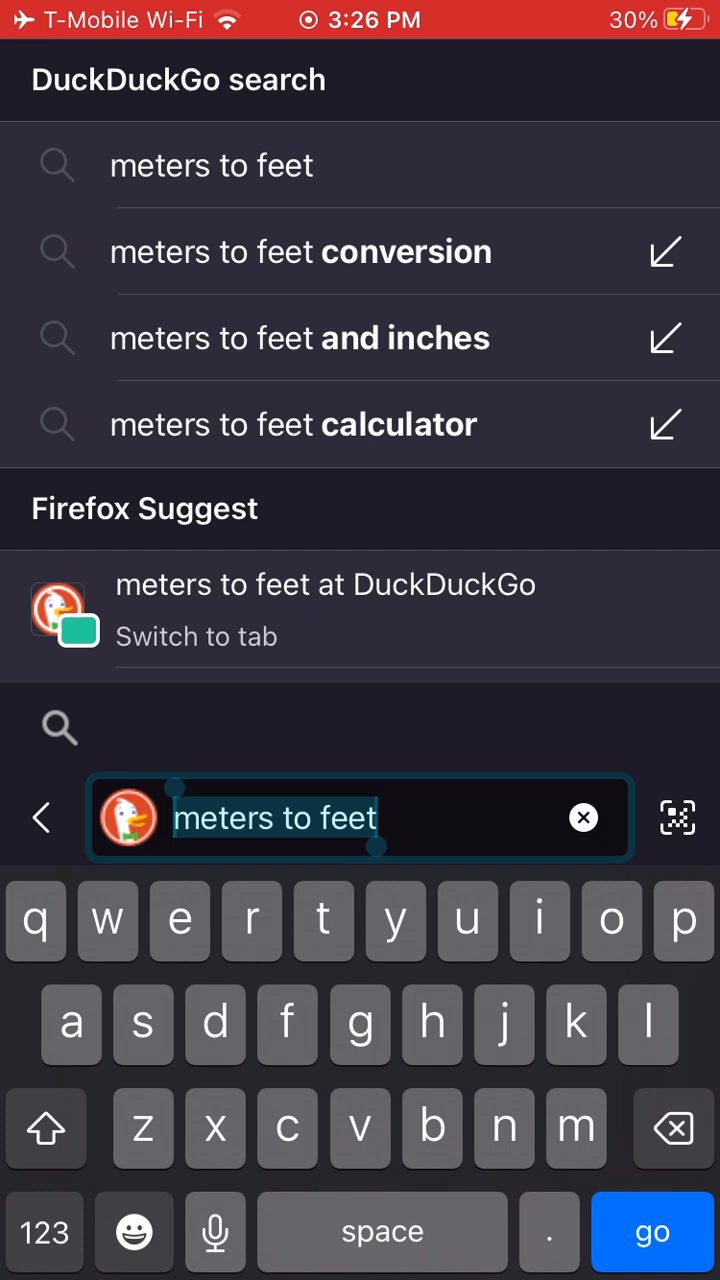 T-Mobile Wi-Fi 3:26 PM 30%
DuckDuckGo search
meters to feet
meters to feet conversion
meters to feet and inches
meters to feet calculator
Firefox Suggest
meters to feet at DuckDuckGo
Switch to tab
meters to feet
q w e r t y u i o p
a s d f g h j k l
z x c v b n m
123 space . go